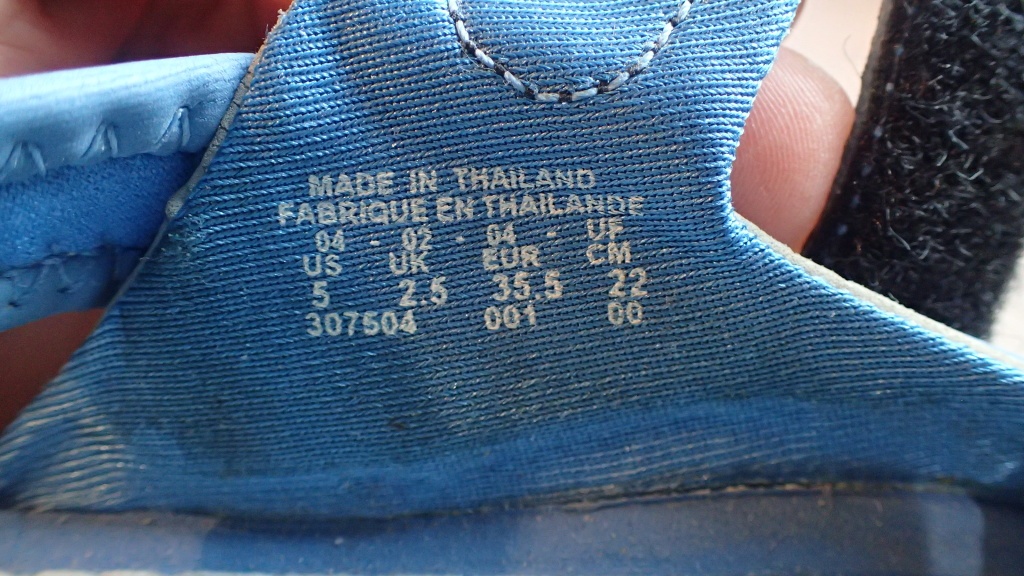 MADE IN THAILAND
FABRIQUE EN THAILANDE
04 - 02 - 04 - UF
US UK EUR CM
5 2.5 35.5 22
307504 001 00